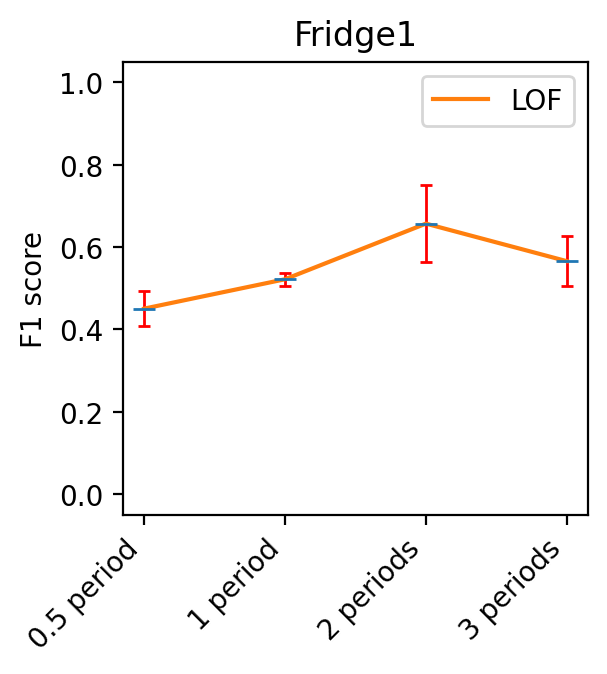 Fridge1
LOF
1.0
0.8
0.6
0.4
0.2
0.0
F1 score
0.5 period
1 period
2 periods
3 periods